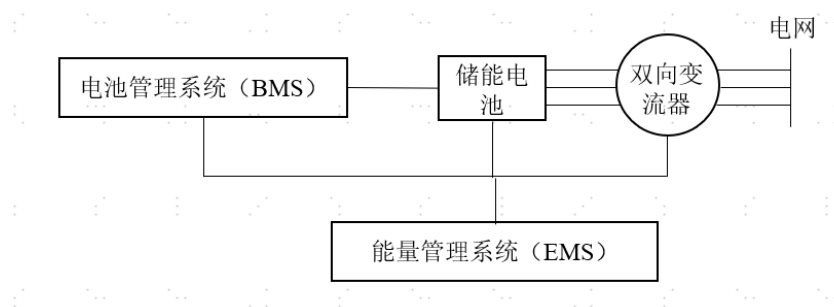 电网
电池管理系统（BMS）
储能电
池
双向变
流器
能量管理系统（EMS）